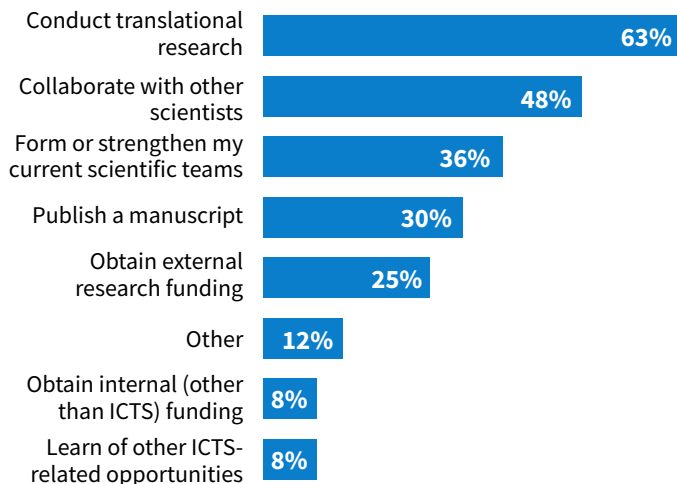 Conduct translational
research
63%
Collaborate with other
scientists
48%
Form or strengthen my
current scientific teams
36%
Publish a manuscript
30%
Obtain external
research funding
25%
Other
12%
Obtain internal (other
than ICTS) funding
8%
Learn of other ICTS-
related opportunities
8%